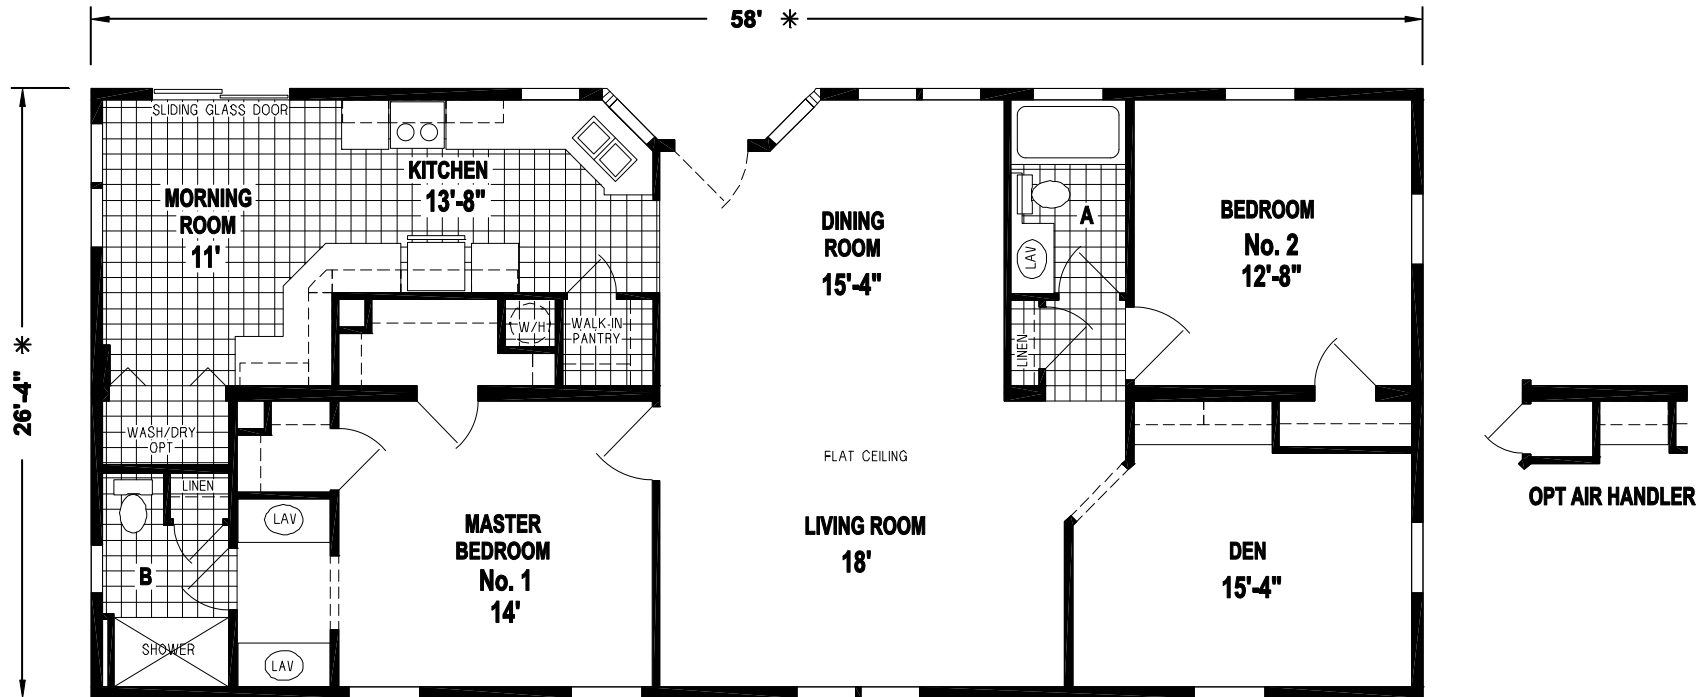 58' ✳
26'-4" ✳
SLIDING GLASS DOOR
KITCHEN
13'-8"
MORNING
ROOM
11'
DINING
ROOM
15'-4"
A
LAV
BEDROOM
No. 2
12'-8"
W/H
WALK-IN
PANTRY
LINEN
WASH/DRY
OPT
LINEN
LAV
B
SHOWER
LAV
MASTER
BEDROOM
No. 1
14'
FLAT CEILING
LIVING ROOM
18'
DEN
15'-4"
OPT AIR HANDLER